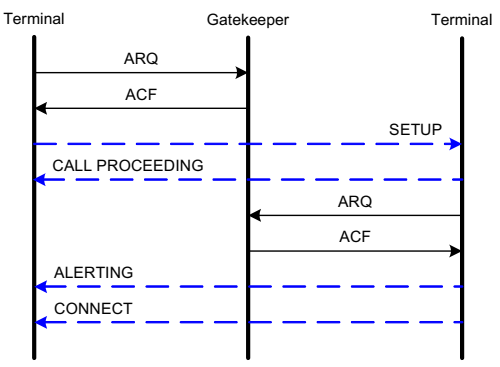 Terminal Gatekeeper Terminal
ARQ
ACF
SETUP
CALL PROCEEDING
ARQ
ACF
ALERTING
CONNECT